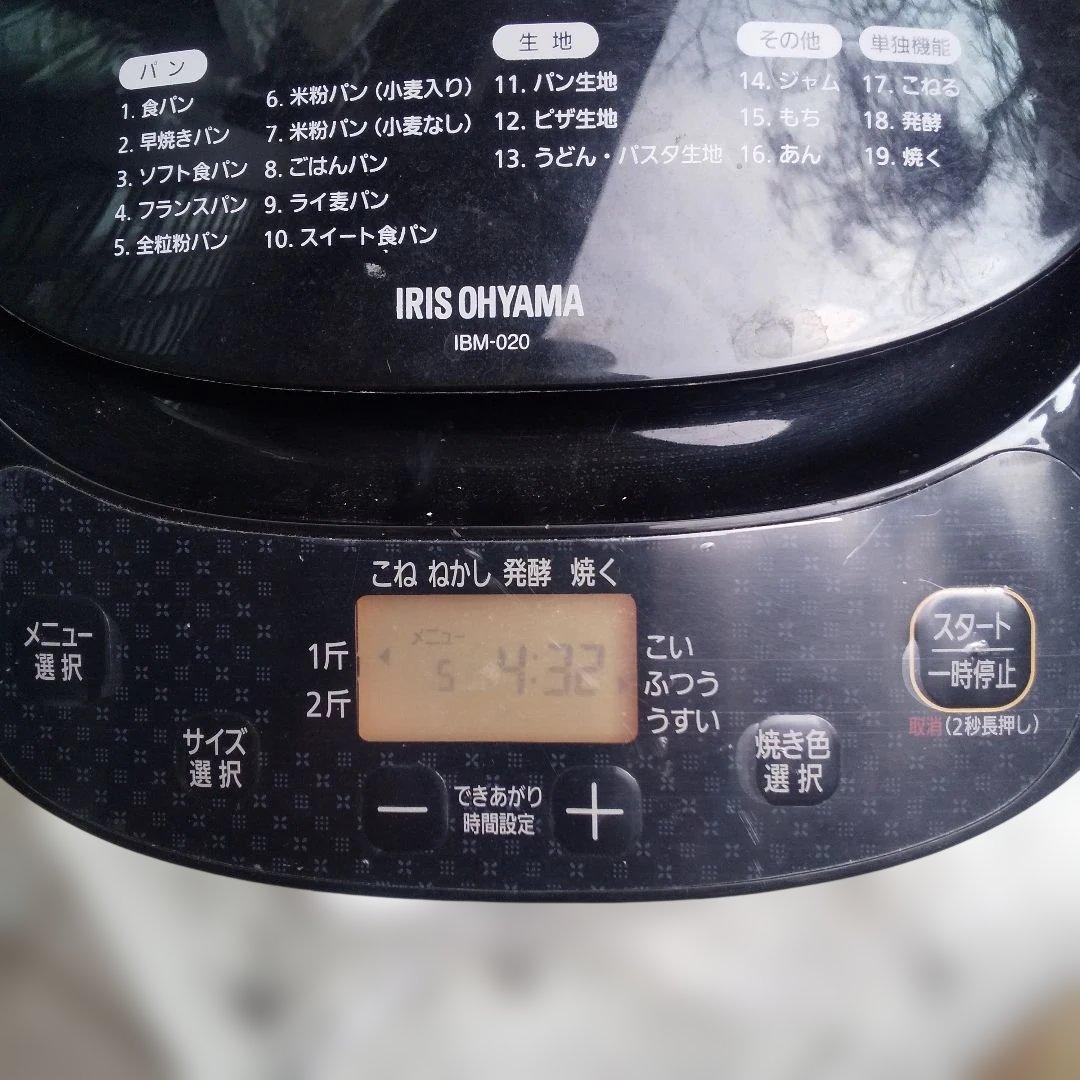 パン
1. 食パン
2. 早焼きパン
3. ソフト食パン
4. フランスパン
5. 全粒粉パン
6. 米粉パン（小麦入り）
7. 米粉パン（小麦なし）
8. ごはんパン
9. ライ麦パン
10. スイート食パン
生地
11. パン生地
12. ピザ生地
13. うどん・パスタ生地
その他
14. ジャム
15. もち
16. あん
単独機能
17. こねる
18. 発酵
19. 焼く
IRIS OHYAMA
IBM-020
こね ねかし 発酵 焼く
メニュー
選択
1斤
2斤
メニュー
5 4:32
こい
ふつう
うすい
スタート
一時停止
取消(2秒長押し)
サイズ
選択
できあがり
時間設定
焼き色
選択